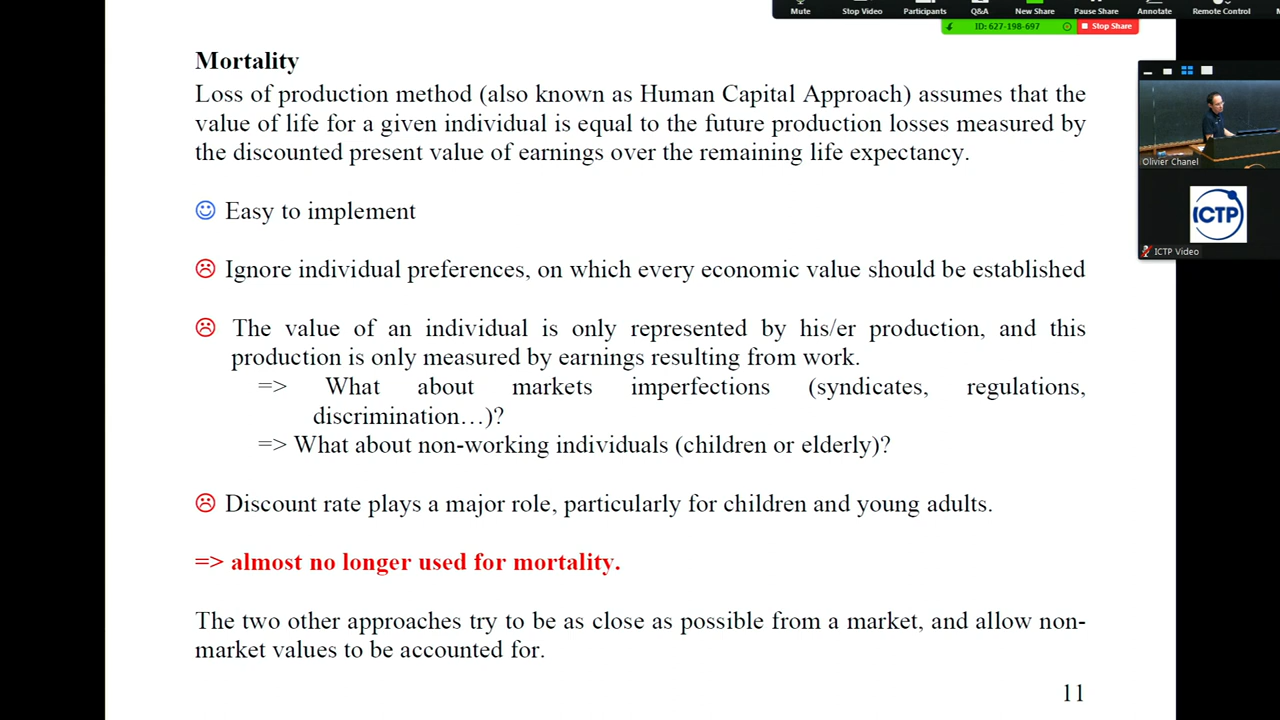 Mute Stop Video Participants Q&A New Share Pause Share Annotate Remote Control
ID: 627-198-697 Stop Share
Mortality
Loss of production method (also known as Human Capital Approach) assumes that the
value of life for a given individual is equal to the future production losses measured by
the discounted present value of earnings over the remaining life expectancy.
Easy to implement
Ignore individual preferences, on which every economic value should be established
The value of an individual is only represented by his/er production, and this
production is only measured by earnings resulting from work.
=> What about markets imperfections (syndicates, regulations,
discrimination…)?
=> What about non-working individuals (children or elderly)?
Discount rate plays a major role, particularly for children and young adults.
=> almost no longer used for mortality.
The two other approaches try to be as close as possible from a market, and allow non-
market values to be accounted for.
11
Olivier Chanel
ICTP
ICTP Video